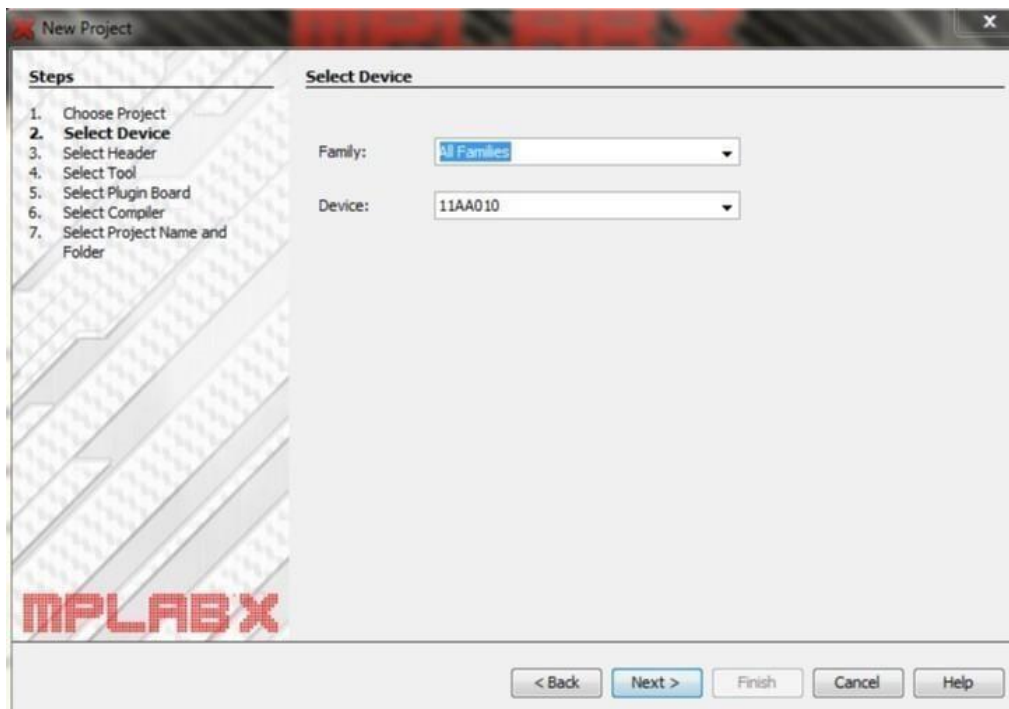 New Project
MPLAB X
X
Steps
1. Choose Project
2. Select Device
3. Select Header
4. Select Tool
5. Select Plugin Board
6. Select Compiler
7. Select Project Name and
Folder
Select Device
Family: All Families
Device: 11AA010
MPLAB X
< Back Next > Finish Cancel Help